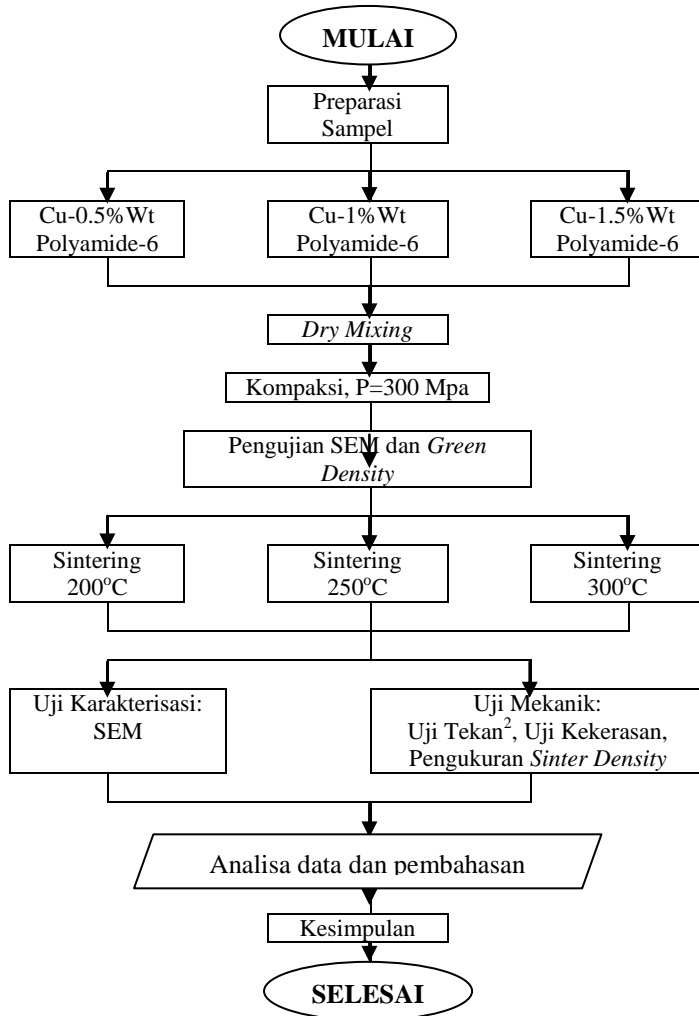 MULAI
Preparasi
Sampel
Cu-0.5%Wt
Polyamide-6
Cu-1%Wt
Polyamide-6
Cu-1.5%Wt
Polyamide-6
Dry Mixing
Kompaksi, P=300 Mpa
Pengujian SEM dan Green
Density
Sintering
200°C
Sintering
250°C
Sintering
300°C
Uji Karakterisasi:
SEM
Uji Mekanik:
Uji Tekan², Uji Kekerasan,
Pengukuran Sinter Density
Analisa data dan pembahasan
Kesimpulan
SELESAI